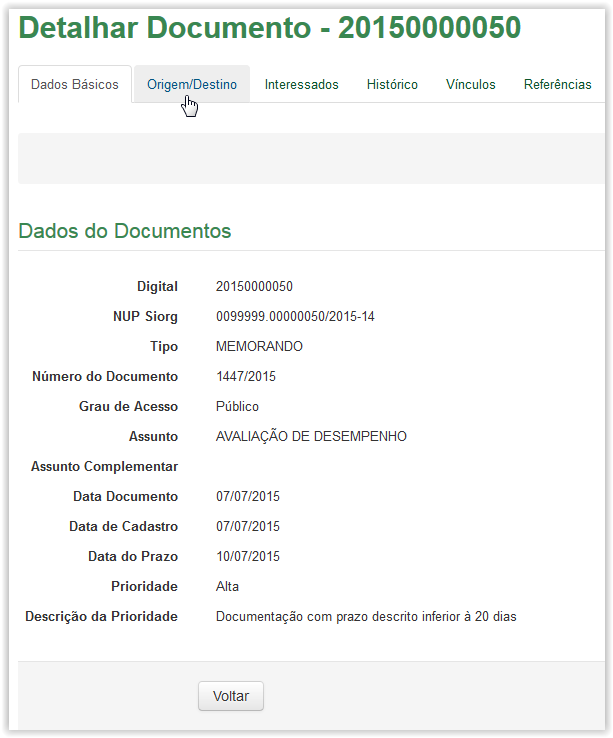 Detalhar Documento - 20150000050
Dados Básicos Origem/Destino Interessados Histórico Vínculos Referências
Dados do Documentos
Digital 20150000050
NUP Siorg 0099999.00000050/2015-14
Tipo MEMORANDO
Número do Documento 1447/2015
Grau de Acesso Público
Assunto AVALIAÇÃO DE DESEMPENHO
Assunto Complementar
Data Documento 07/07/2015
Data de Cadastro 07/07/2015
Data do Prazo 10/07/2015
Prioridade Alta
Descrição da Prioridade Documentação com prazo descrito inferior à 20 dias
Voltar